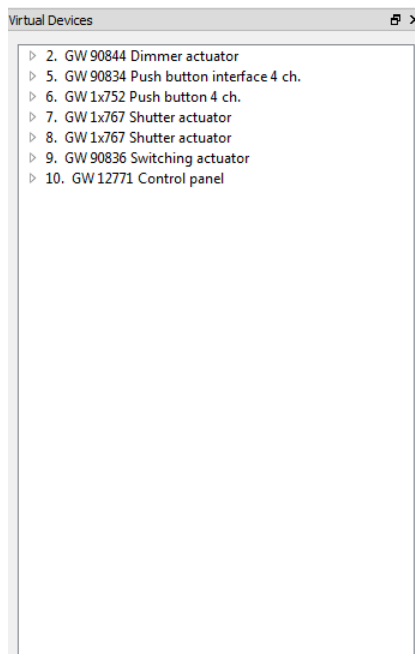 Virtual Devices
2. GW 90844 Dimmer actuator
5. GW 90834 Push button interface 4 ch.
6. GW 1x752 Push button 4 ch.
7. GW 1x767 Shutter actuator
8. GW 1x767 Shutter actuator
9. GW 90836 Switching actuator
10. GW 12771 Control panel